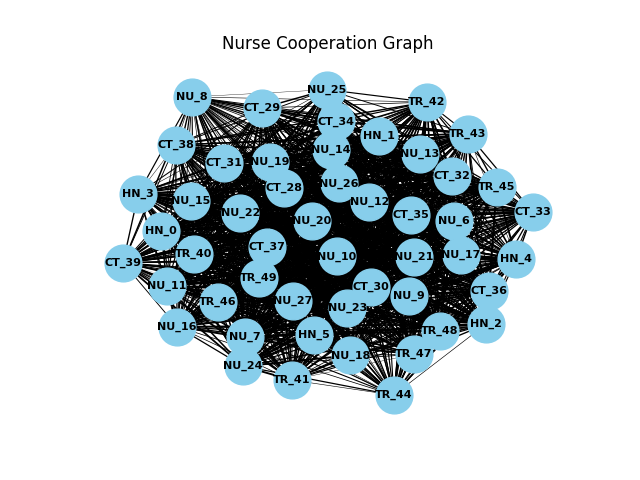 Nurse Cooperation Graph
NU_25
NU_8
TR_42
CT_29
CT_34
TR_43
HN_1
CT_38
NU_14
NU_13
NU_19
CT_31
CT_32
NU_26
TR_45
CT_28
HN_3
NU_15
NU_12
CT_33
NU_22
CT_35
NU_20
NU_6
HN_0
CT_37
TR_40
NU_17
NU_10
NU_21
HN_4
CT_39
TR_49
NU_11
CT_30
CT_36
NU_9
TR_46
NU_27
NU_23
HN_2
NU_16
TR_48
HN_5
NU_7
TR_47
NU_18
NU_24
TR_41
TR_44